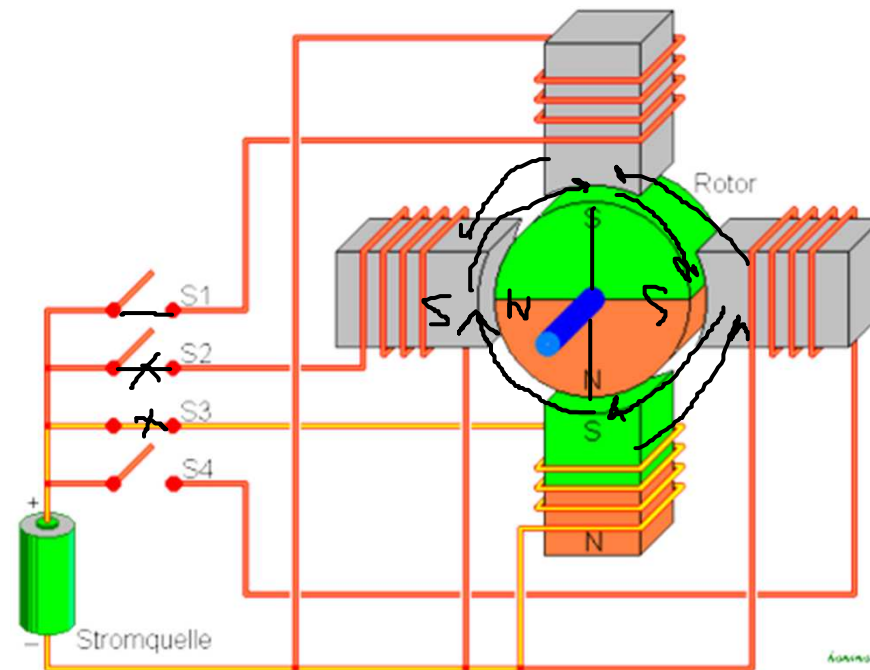 Rotor
S
S1
S N S
S2
N
S3
S
S4
+
N
Stromquelle
–